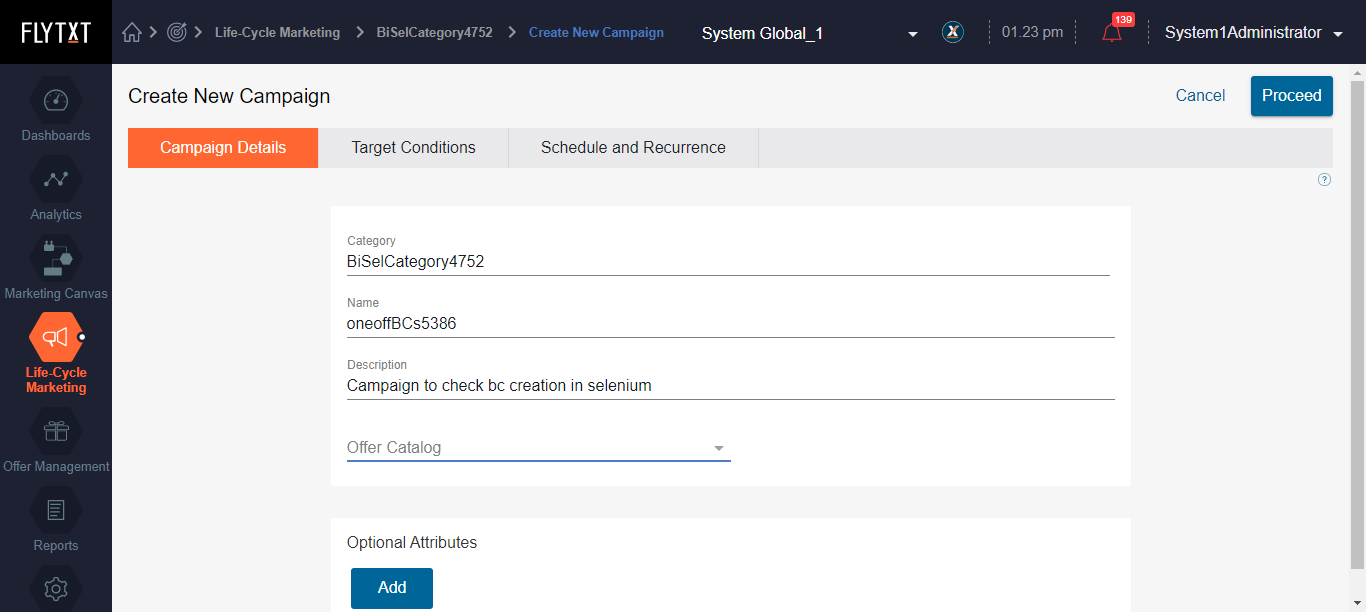 FLYTXT
Life-Cycle Marketing
BiSelCategory4752
Create New Campaign
System Global_1
X
01.23 pm
139
System1Administrator
Dashboards
Analytics
Marketing Canvas
Life-Cycle
Marketing
Offer Management
Reports
Create New Campaign
Cancel
Proceed
Campaign Details
Target Conditions
Schedule and Recurrence
?
Category
BiSelCategory4752
Name
oneoffBCs5386
Description
Campaign to check bc creation in selenium
Offer Catalog
Optional Attributes
Add